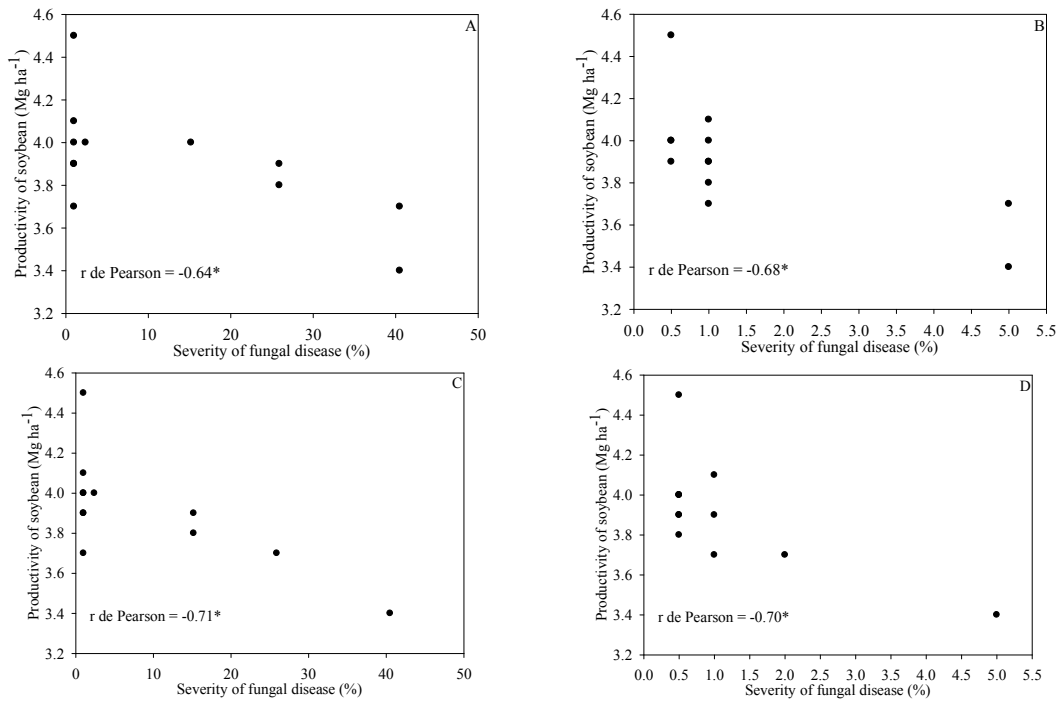 A
Productivity of soybean (Mg ha-1)
4.6
4.4
4.2
4.0
3.8
3.6
3.4
3.2
r de Pearson = -0.64*
0 10 20 30 40 50
Severity of fungal disease (%)
B
Productivity of soybean (Mg ha-1)
4.6
4.4
4.2
4.0
3.8
3.6
3.4
3.2
r de Pearson = -0.68*
0.0 0.5 1.0 1.5 2.0 2.5 3.0 3.5 4.0 4.5 5.0 5.5
Severity of fungal disease (%)
C
Productivity of soybean (Mg ha-1)
4.6
4.4
4.2
4.0
3.8
3.6
3.4
3.2
r de Pearson = -0.71*
0 10 20 30 40 50
Severity of fungal disease (%)
D
Productivity of soybean (Mg ha-1)
4.6
4.4
4.2
4.0
3.8
3.6
3.4
3.2
r de Pearson = -0.70*
0.0 0.5 1.0 1.5 2.0 2.5 3.0 3.5 4.0 4.5 5.0 5.5
Severity of fungal disease (%)